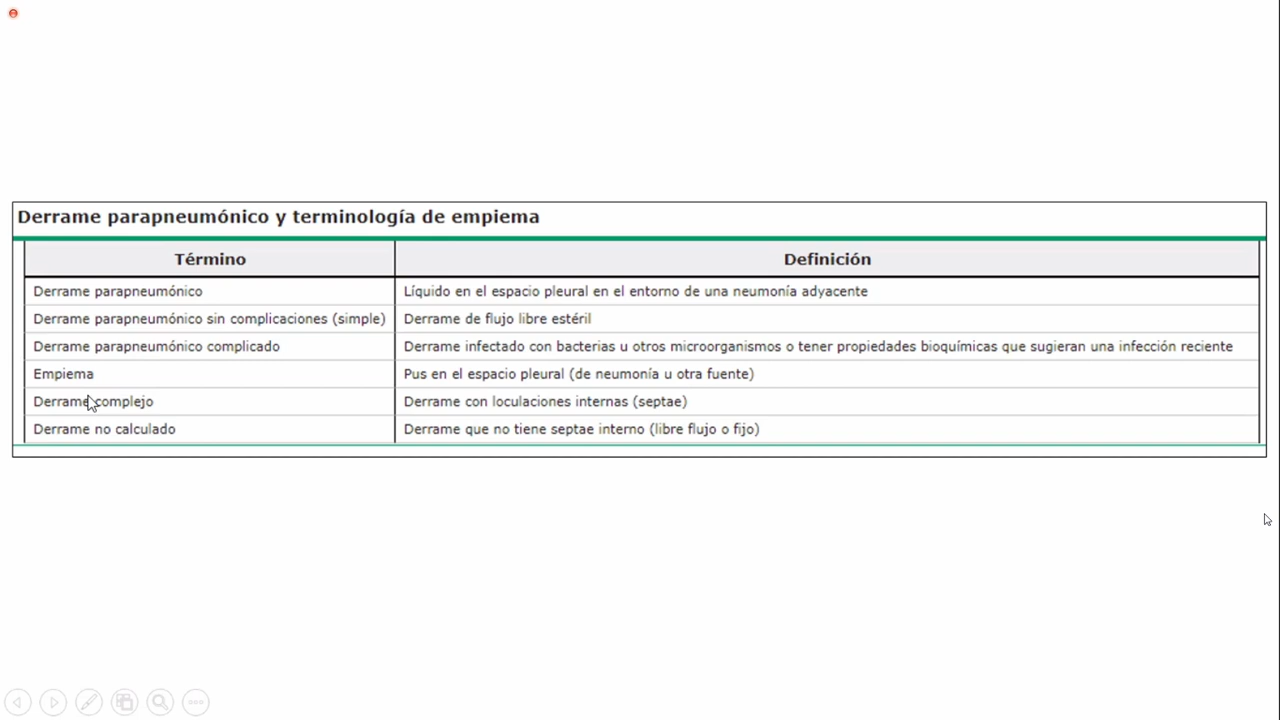 Derrame parapneumónico y terminología de empiema
Término Definición
Derrame parapneumónico Líquido en el espacio pleural en el entorno de una neumonía adyacente
Derrame parapneumónico sin complicaciones (simple) Derrame de flujo libre estéril
Derrame parapneumónico complicado Derrame infectado con bacterias u otros microorganismos o tener propiedades bioquímicas que sugieran una infección reciente
Empiema Pus en el espacio pleural (de neumonía u otra fuente)
Derrame complejo Derrame con loculaciones internas (septae)
Derrame no calculado Derrame que no tiene septae interno (libre flujo o fijo)